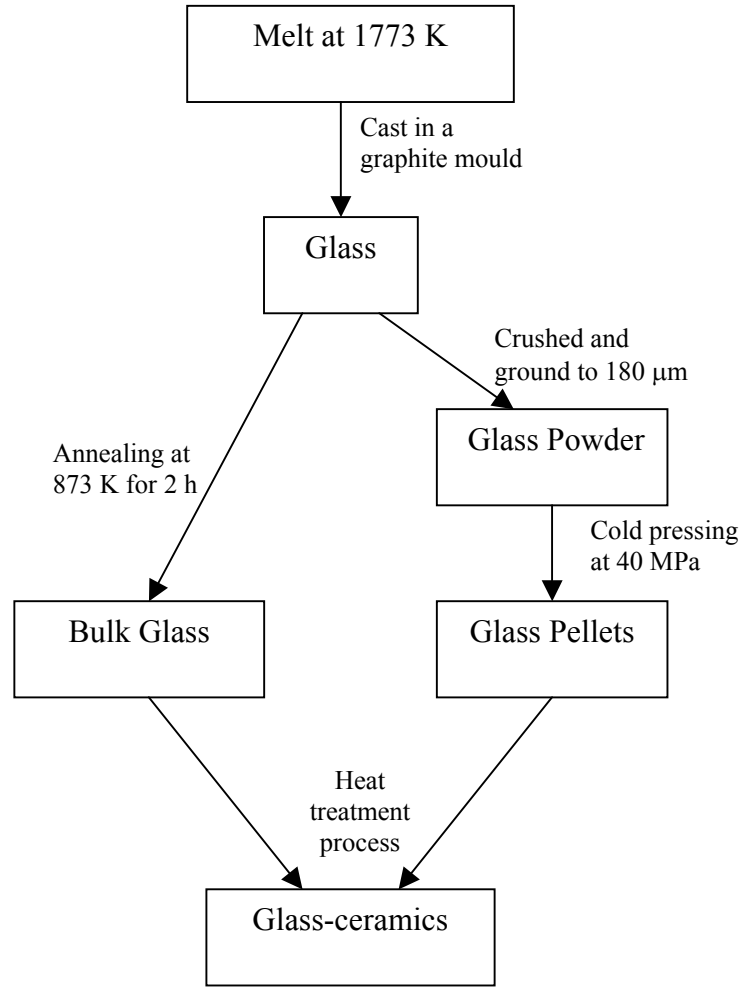 Melt at 1773 K
Cast in a
graphite mould
Glass
Crushed and
ground to 180 μm
Glass Powder
Annealing at
873 K for 2 h
Cold pressing
at 40 MPa
Bulk Glass
Glass Pellets
Heat
treatment
process
Glass-ceramics